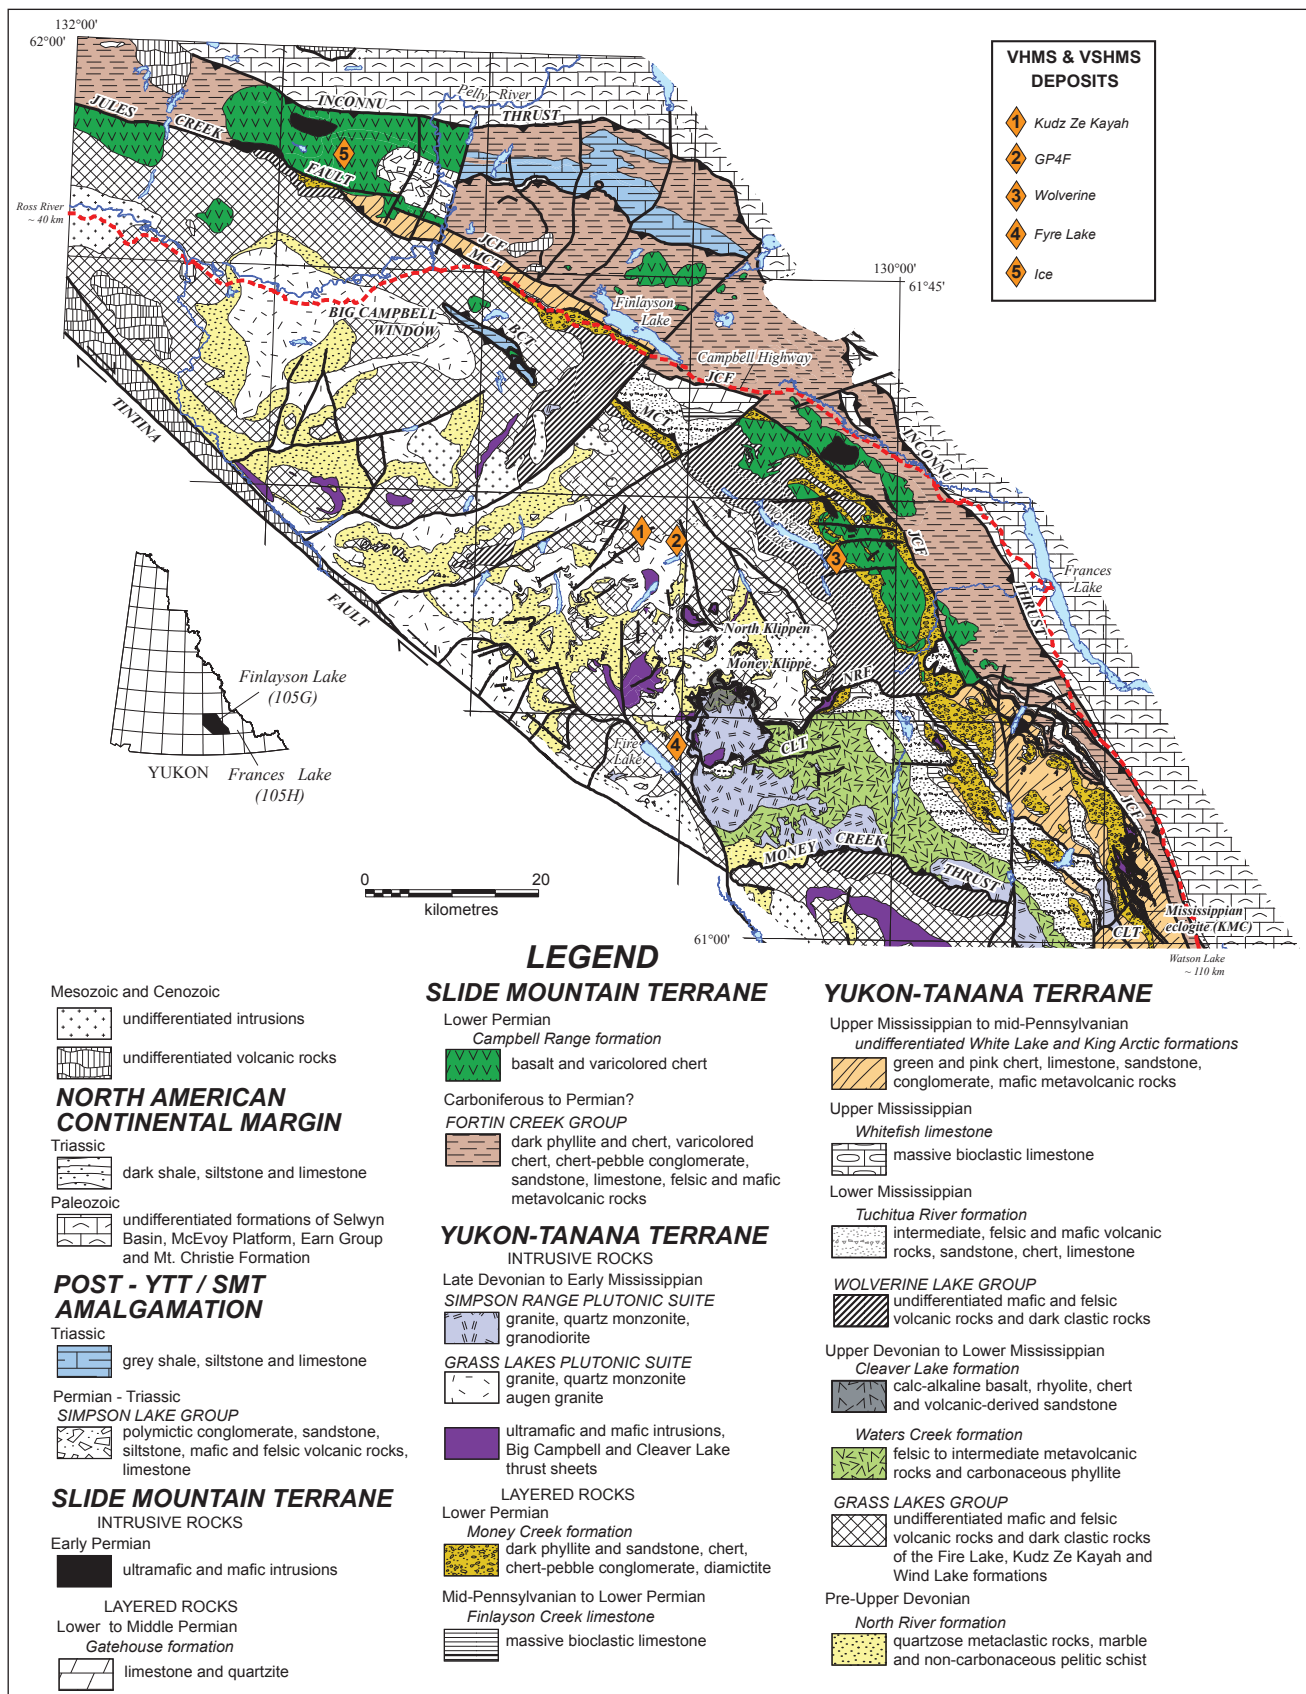 132°00'
62°00'
VHMS & VSHMS
DEPOSITS
1 Kudz Ze Kayah
2 GP4F
3 Wolverine
4 Fyre Lake
5 Ice
INCONNU
THRUST
Pelly River
JULES
CREEK
FAULT
5
Ross River
~ 40 km
JCF
MCT
130°00'
61°45'
Finlayson
Lake
BIG CAMPBELL
WINDOW
BCT
Campbell Highway
JCF
MCT
TINTINA
INCONNU
1
2
3
JCF
Frances
Lake
THRUST
FAULT
North Klippen
Money Klippe
NRF
Finlayson Lake
(105G)
YUKON
Frances Lake
(105H)
4
Fire
Lake
CLT
JCF
MONEY
CREEK
THRUST
0
20
kilometres
Mississippian
eclogite (KMC)
CLT
61°00'
Watson Lake
~ 110 km
LEGEND
Mesozoic and Cenozoic
undifferentiated intrusions
undifferentiated volcanic rocks
NORTH AMERICAN
CONTINENTAL MARGIN
Triassic
dark shale, siltstone and limestone
Paleozoic
undifferentiated formations of Selwyn
Basin, McEvoy Platform, Earn Group
and Mt. Christie Formation
POST - YTT / SMT
AMALGAMATION
Triassic
grey shale, siltstone and limestone
Permian - Triassic
SIMPSON LAKE GROUP
polymictic conglomerate, sandstone,
siltstone, mafic and felsic volcanic rocks,
limestone
SLIDE MOUNTAIN TERRANE
INTRUSIVE ROCKS
Early Permian
ultramafic and mafic intrusions
LAYERED ROCKS
Lower to Middle Permian
Gatehouse formation
limestone and quartzite
SLIDE MOUNTAIN TERRANE
Lower Permian
Campbell Range formation
basalt and varicolored chert
Carboniferous to Permian?
FORTIN CREEK GROUP
dark phyllite and chert, varicolored
chert, chert-pebble conglomerate,
sandstone, limestone, felsic and mafic
metavolcanic rocks
YUKON-TANANA TERRANE
INTRUSIVE ROCKS
Late Devonian to Early Mississippian
SIMPSON RANGE PLUTONIC SUITE
granite, quartz monzonite,
granodiorite
GRASS LAKES PLUTONIC SUITE
granite, quartz monzonite
augen granite
ultramafic and mafic intrusions,
Big Campbell and Cleaver Lake
thrust sheets
LAYERED ROCKS
Lower Permian
Money Creek formation
dark phyllite and sandstone, chert,
chert-pebble conglomerate, diamictite
Mid-Pennsylvanian to Lower Permian
Finlayson Creek limestone
massive bioclastic limestone
YUKON-TANANA TERRANE
Upper Mississippian to mid-Pennsylvanian
undifferentiated White Lake and King Arctic formations
green and pink chert, limestone, sandstone,
conglomerate, mafic metavolcanic rocks
Upper Mississippian
Whitefish limestone
massive bioclastic limestone
Lower Mississippian
Tuchitua River formation
intermediate, felsic and mafic volcanic
rocks, sandstone, chert, limestone
WOLVERINE LAKE GROUP
undifferentiated mafic and felsic
volcanic rocks and dark clastic rocks
Upper Devonian to Lower Mississippian
Cleaver Lake formation
calc-alkaline basalt, rhyolite, chert
and volcanic-derived sandstone
Waters Creek formation
felsic to intermediate metavolcanic
rocks and carbonaceous phyllite
GRASS LAKES GROUP
undifferentiated mafic and felsic
volcanic rocks and dark clastic rocks
of the Fire Lake, Kudz Ze Kayah and
Wind Lake formations
Pre-Upper Devonian
North River formation
quartzose metaclastic rocks, marble
and non-carbonaceous pelitic schist